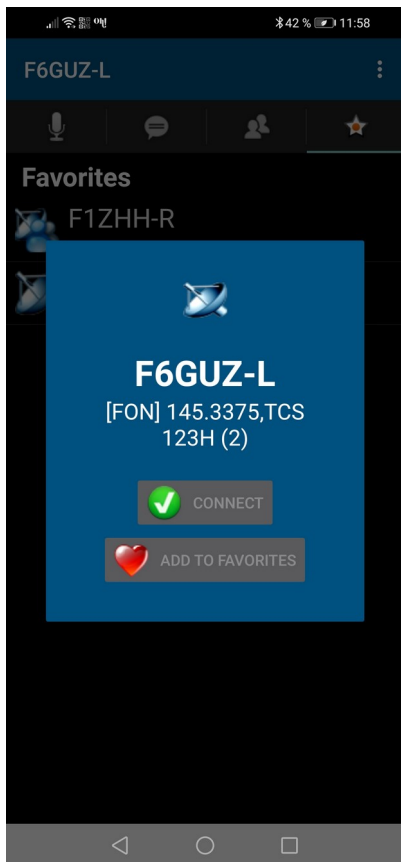 42 % 11:58
F6GUZ-L
Favorites
F1ZHH-R
F6GUZ-L
[FON] 145.3375,TCS
123H (2)
CONNECT
ADD TO FAVORITES